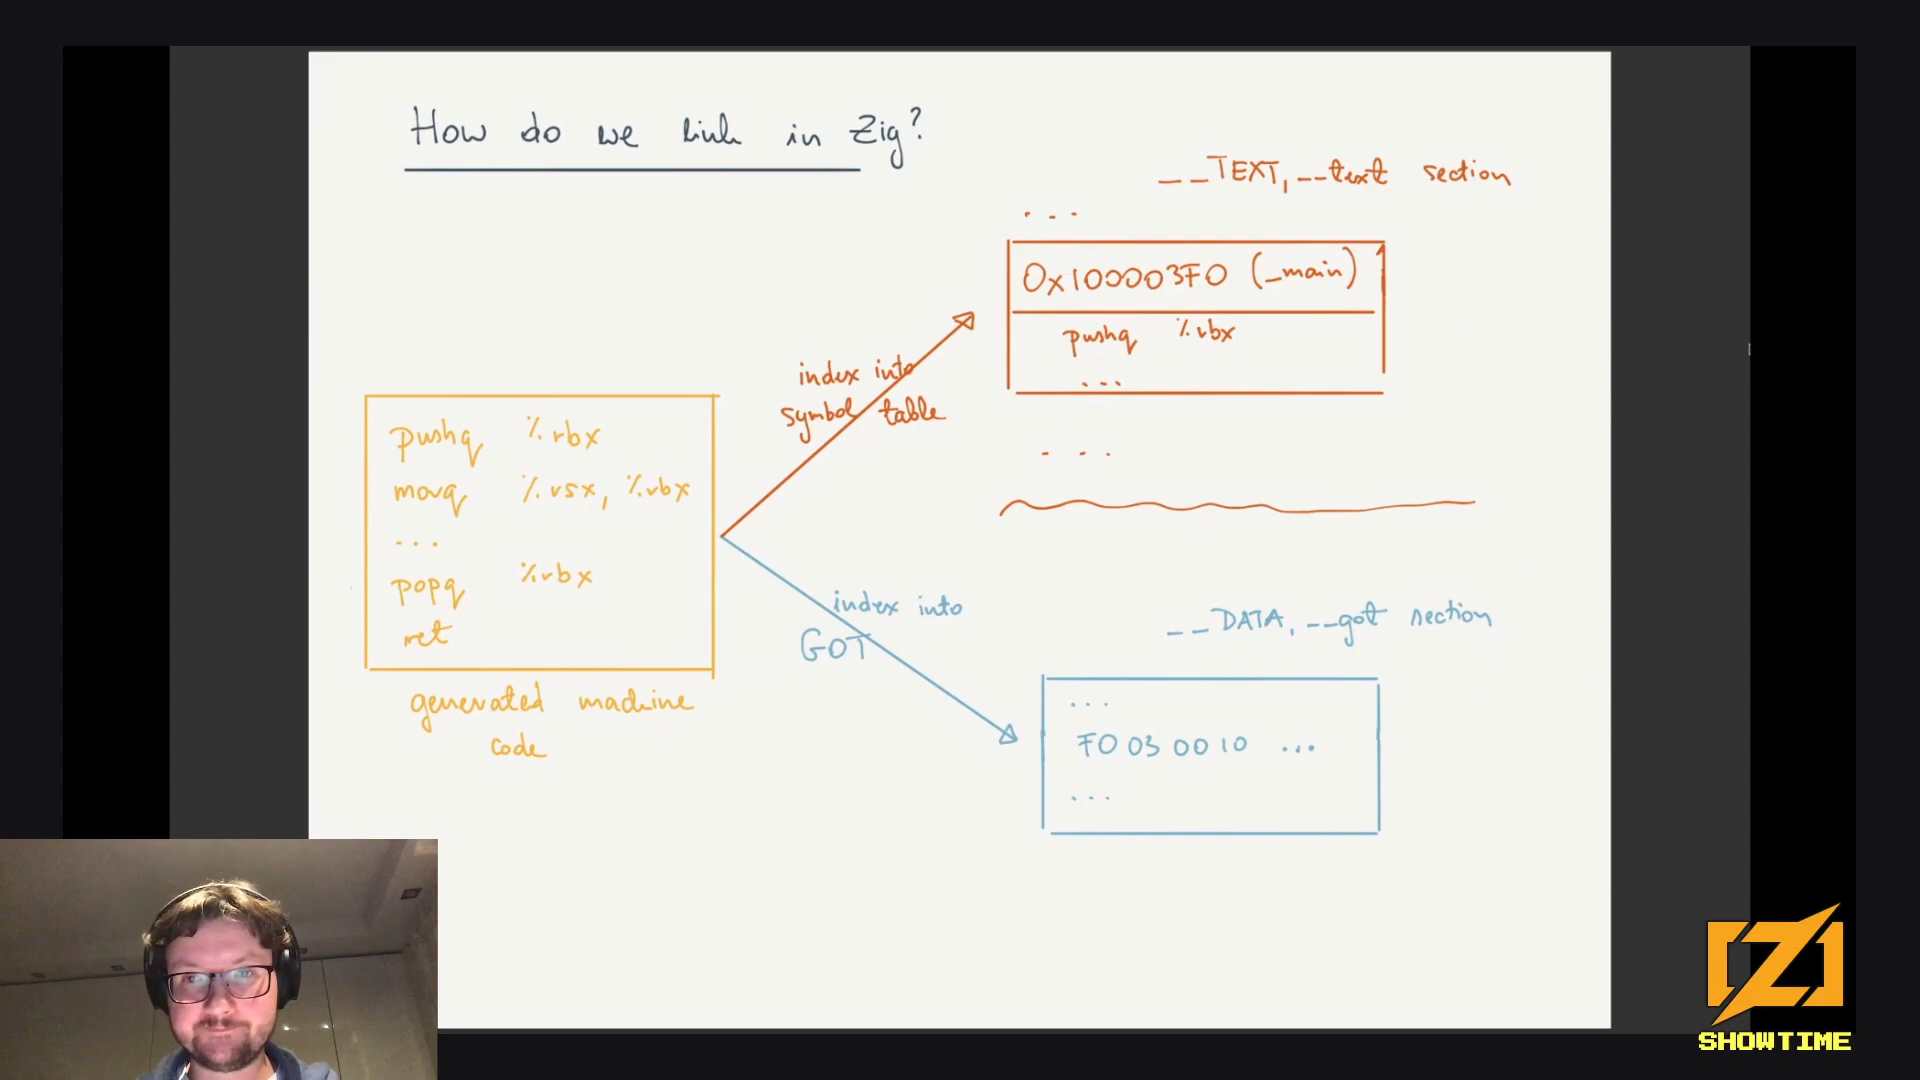 How do we link in Zig?
__TEXT, __text section
...
0x100003F0 (_main)
pushq %rbx
...
...
index into
symbol table
pushq %rbx
movq %rsx, %rbx
...
popq %rbx
ret
generated machine
code
index into
GOT
__DATA, __got section
...
F0 03 00 10 ...
...
SHOWTIME